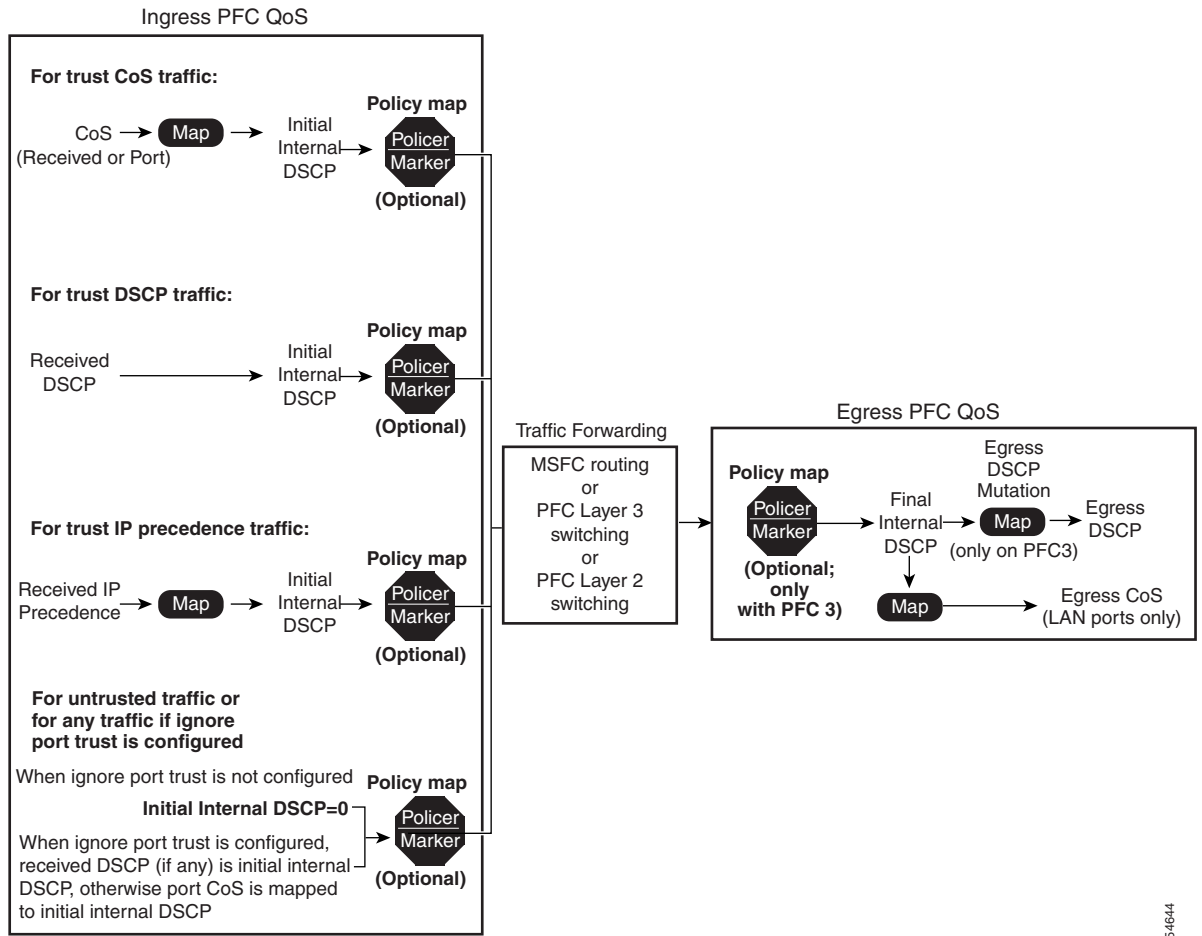 Ingress PFC QoS
For trust CoS traffic:
CoS
(Received or Port)
Map
Initial
Internal
DSCP
Policy map
Policer
Marker
(Optional)
For trust DSCP traffic:
Received
DSCP
Initial
Internal
DSCP
Policy map
Policer
Marker
(Optional)
For trust IP precedence traffic:
Received IP
Precedence
Map
Initial
Internal
DSCP
Policy map
Policer
Marker
(Optional)
For untrusted traffic or
for any traffic if ignore
port trust is configured
When ignore port trust is not configured
Initial Internal DSCP=0
When ignore port trust is configured,
received DSCP (if any) is initial internal
DSCP, otherwise port CoS is mapped
to initial internal DSCP
Policy map
Policer
Marker
(Optional)
Traffic Forwarding
MSFC routing
or
PFC Layer 3
switching
or
PFC Layer 2
switching
Egress PFC QoS
Policy map
Policer
Marker
(Optional;
only
with PFC 3)
Final
Internal
DSCP
Egress
DSCP
Mutation
Map
(only on PFC3)
Egress
DSCP
Map
Egress CoS
(LAN ports only)